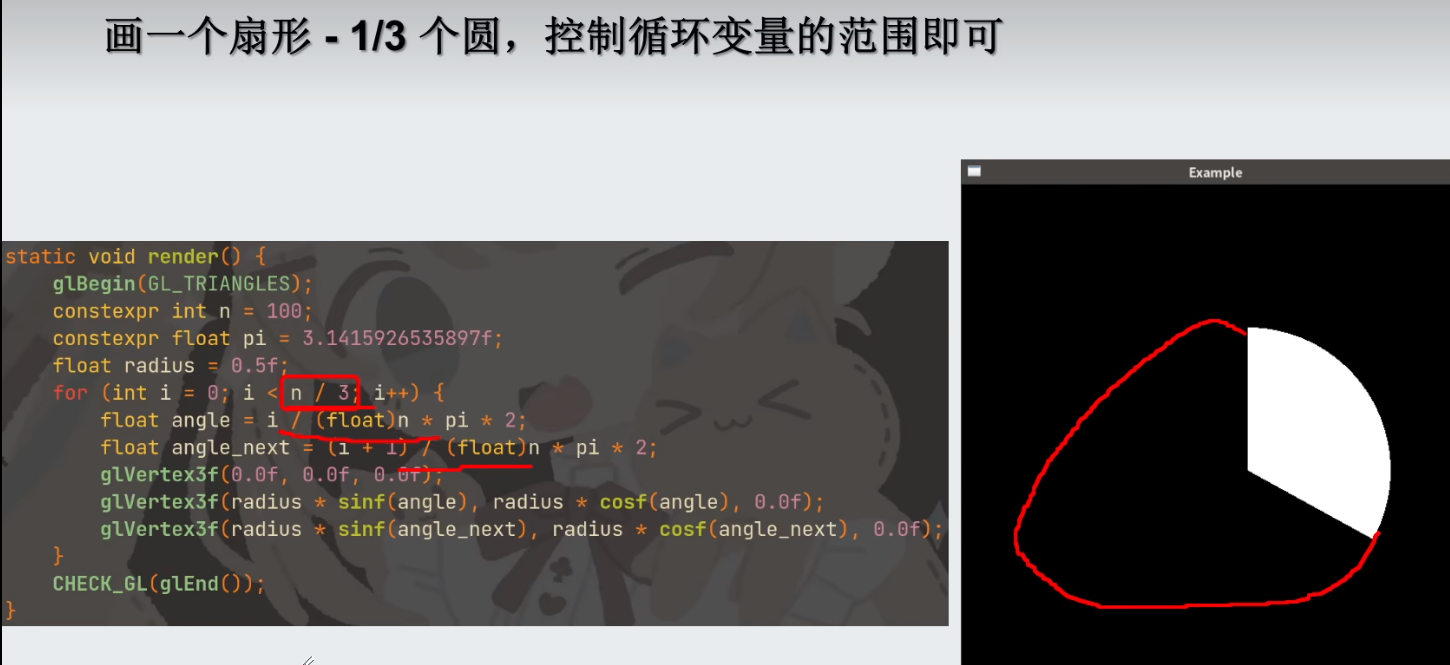 画一个扇形 - 1/3 个圆，控制循环变量的范围即可
Example
static void render() {
glBegin(GL_TRIANGLES);
constexpr int n = 100;
constexpr float pi = 3.1415926535897f;
float radius = 0.5f;
for (int i = 0; i < n / 3; i++) {
float angle = i / (float)n * pi * 2;
float angle_next = (i + 1) / (float)n * pi * 2;
glVertex3f(0.0f, 0.0f, 0.0f);
glVertex3f(radius * sinf(angle), radius * cosf(angle), 0.0f);
glVertex3f(radius * sinf(angle_next), radius * cosf(angle_next), 0.0f);
}
CHECK_GL(glEnd());
}